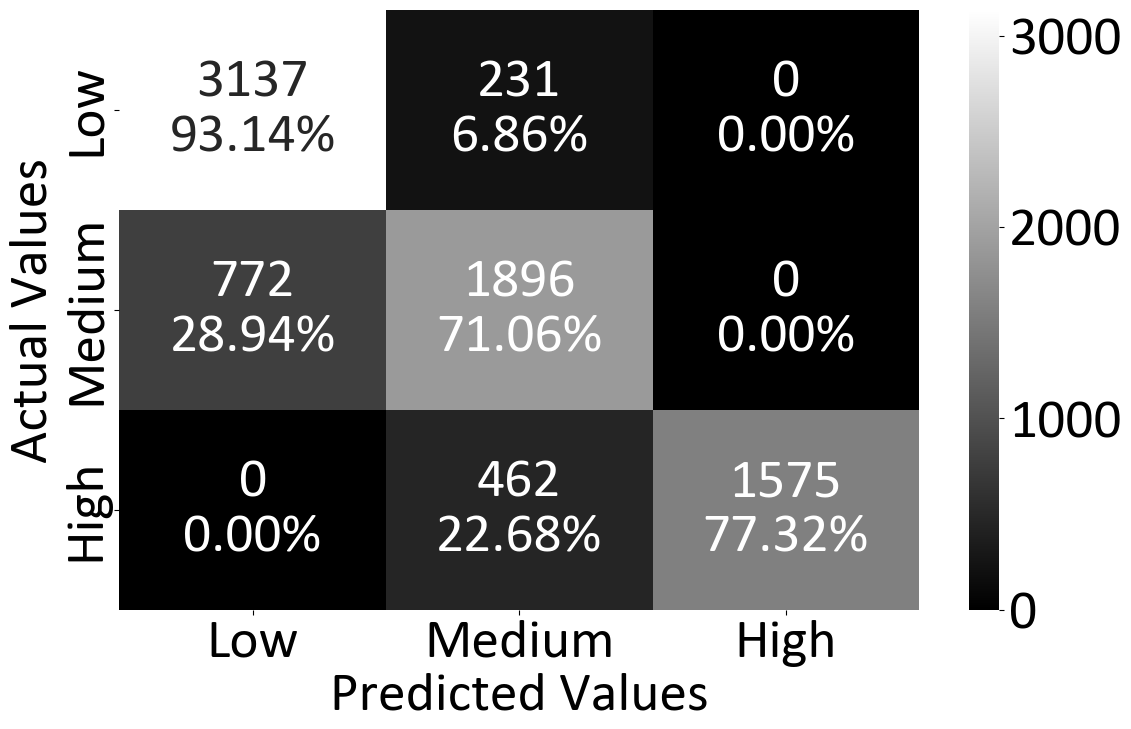 Actual Values
Low
3137
93.14%
231
6.86%
0
0.00%
Medium
772
28.94%
1896
71.06%
0
0.00%
High
0
0.00%
462
22.68%
1575
77.32%
Low
Medium
High
Predicted Values
3000
2000
1000
0